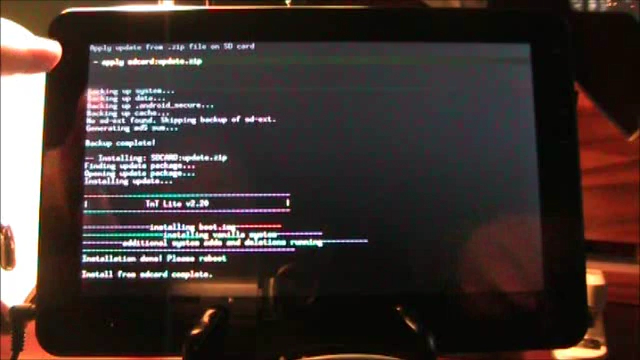 Apply update from .zip file on SD card
- apply sdcard:update.zip
Backing up system...
Backing up data...
Backing up .android_secure...
Backing up cache...
No sd-ext found. Skipping backup of sd-ext.
Generating md5 sum...
Backup complete!
-- Installing: SDCARD:update.zip
Finding update package...
Opening update package...
Installing update...
TnT Lite v2.20
installing boot.img
installing vanilla system
additional system adds and deletions running
Installation done! Please reboot
Install from sdcard complete.